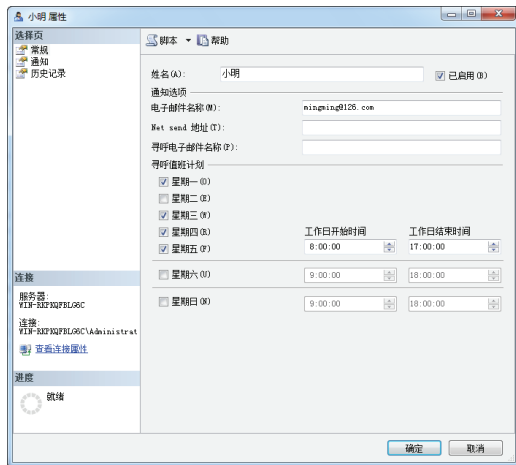 小明 属性
选择页
常规
通知
历史记录
脚本 帮助
姓名(A): 小明 已启用(B)
通知选项
电子邮件名称(M): mingming@126.com
Net send 地址(T):
寻呼电子邮件名称(P):
寻呼值班计划
星期一(O)
星期二(E)
星期三(W)
星期四(R) 工作日开始时间 工作日结束时间
星期五(F) 8:00:00 17:00:00
星期六(U) 9:00:00 18:00:00
星期日(N) 9:00:00 18:00:00
连接
服务器:
WIN-RKPKQFBLG6C
连接:
WIN-RKPKQFBLG6C\Administrat
查看连接属性
进度
就绪
确定 取消